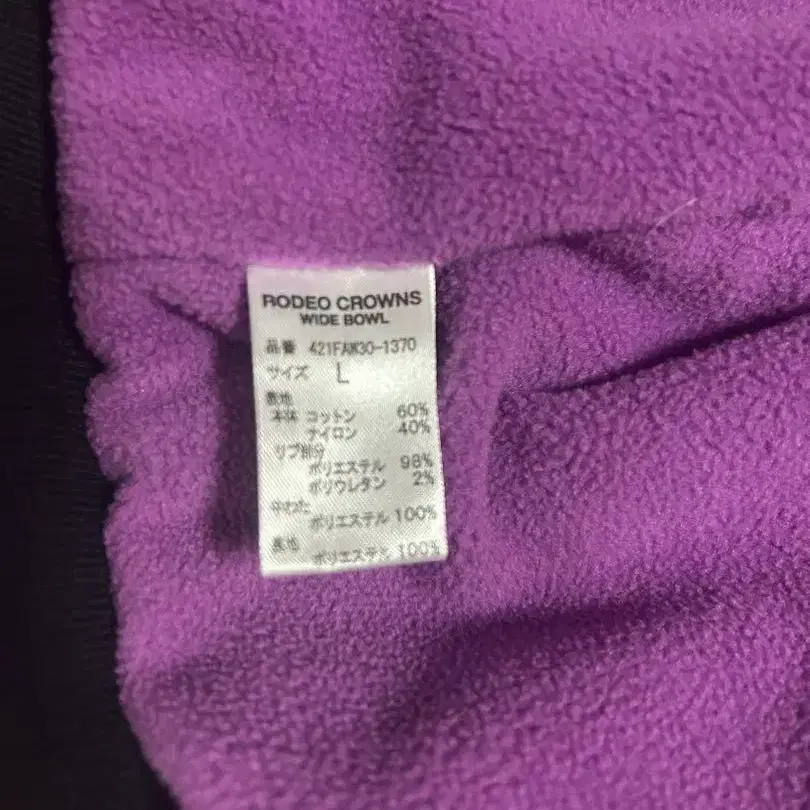 RODEO CROWNS
WIDE BOWL
品番 421FAW30-1370
サイズ L
表地
本体 コットン 60%
ナイロン 40%
リブ部分
ポリエステル 98%
ポリウレタン 2%
中わた
ポリエステル 100%
裏地
ポリエステル 100%